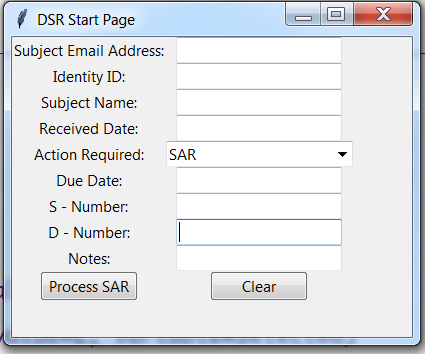 DSR Start Page
Subject Email Address:
Identity ID:
Subject Name:
Received Date:
Action Required: SAR
Due Date:
S - Number:
D - Number:
Notes:
Process SAR Clear